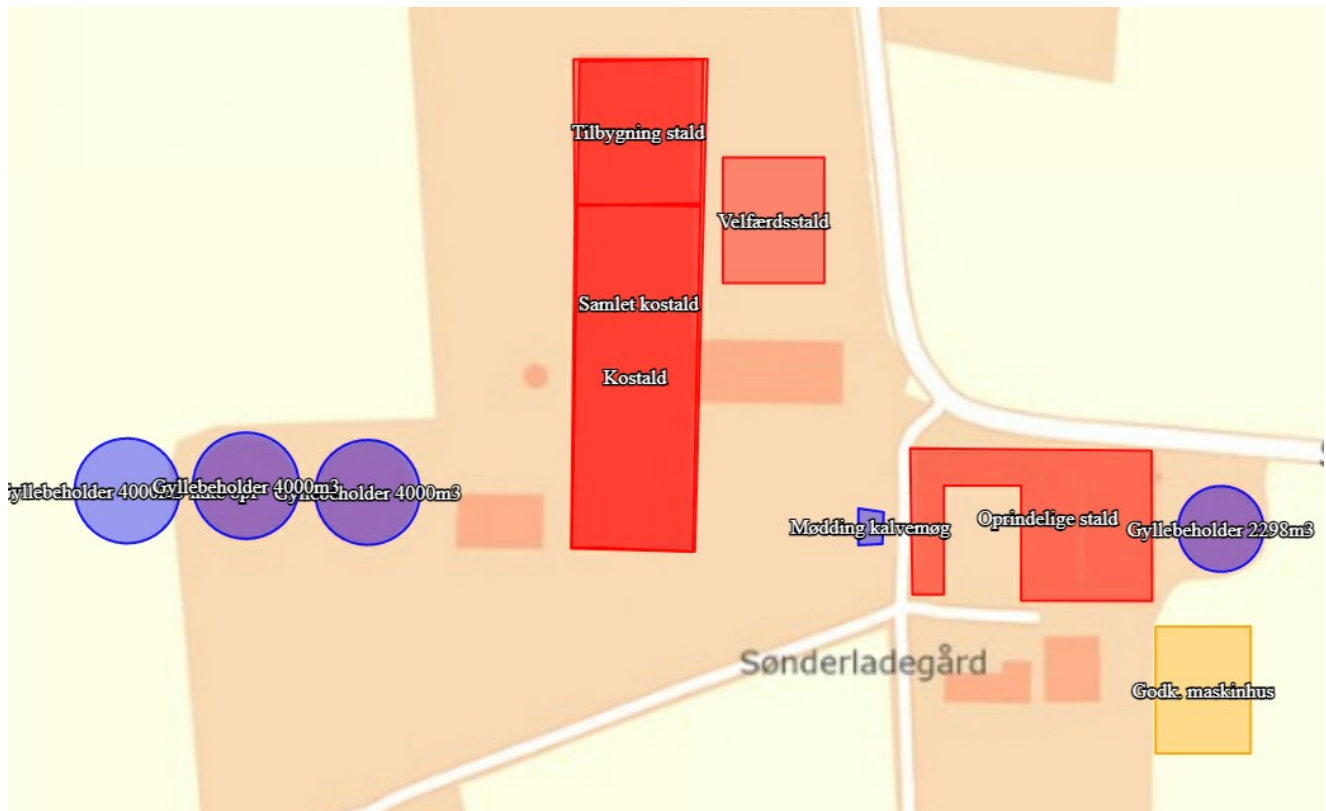 Tilbygning stald
Velfærdsstald
Samlet kostald
Kostald
Gyllebeholder 4000m3
Gyllebeholder 4000m3
Mødding kalvemøg
Oprindelige stald
Gyllebeholder 2298m3
Sønderladegård
Godk. maskinhus